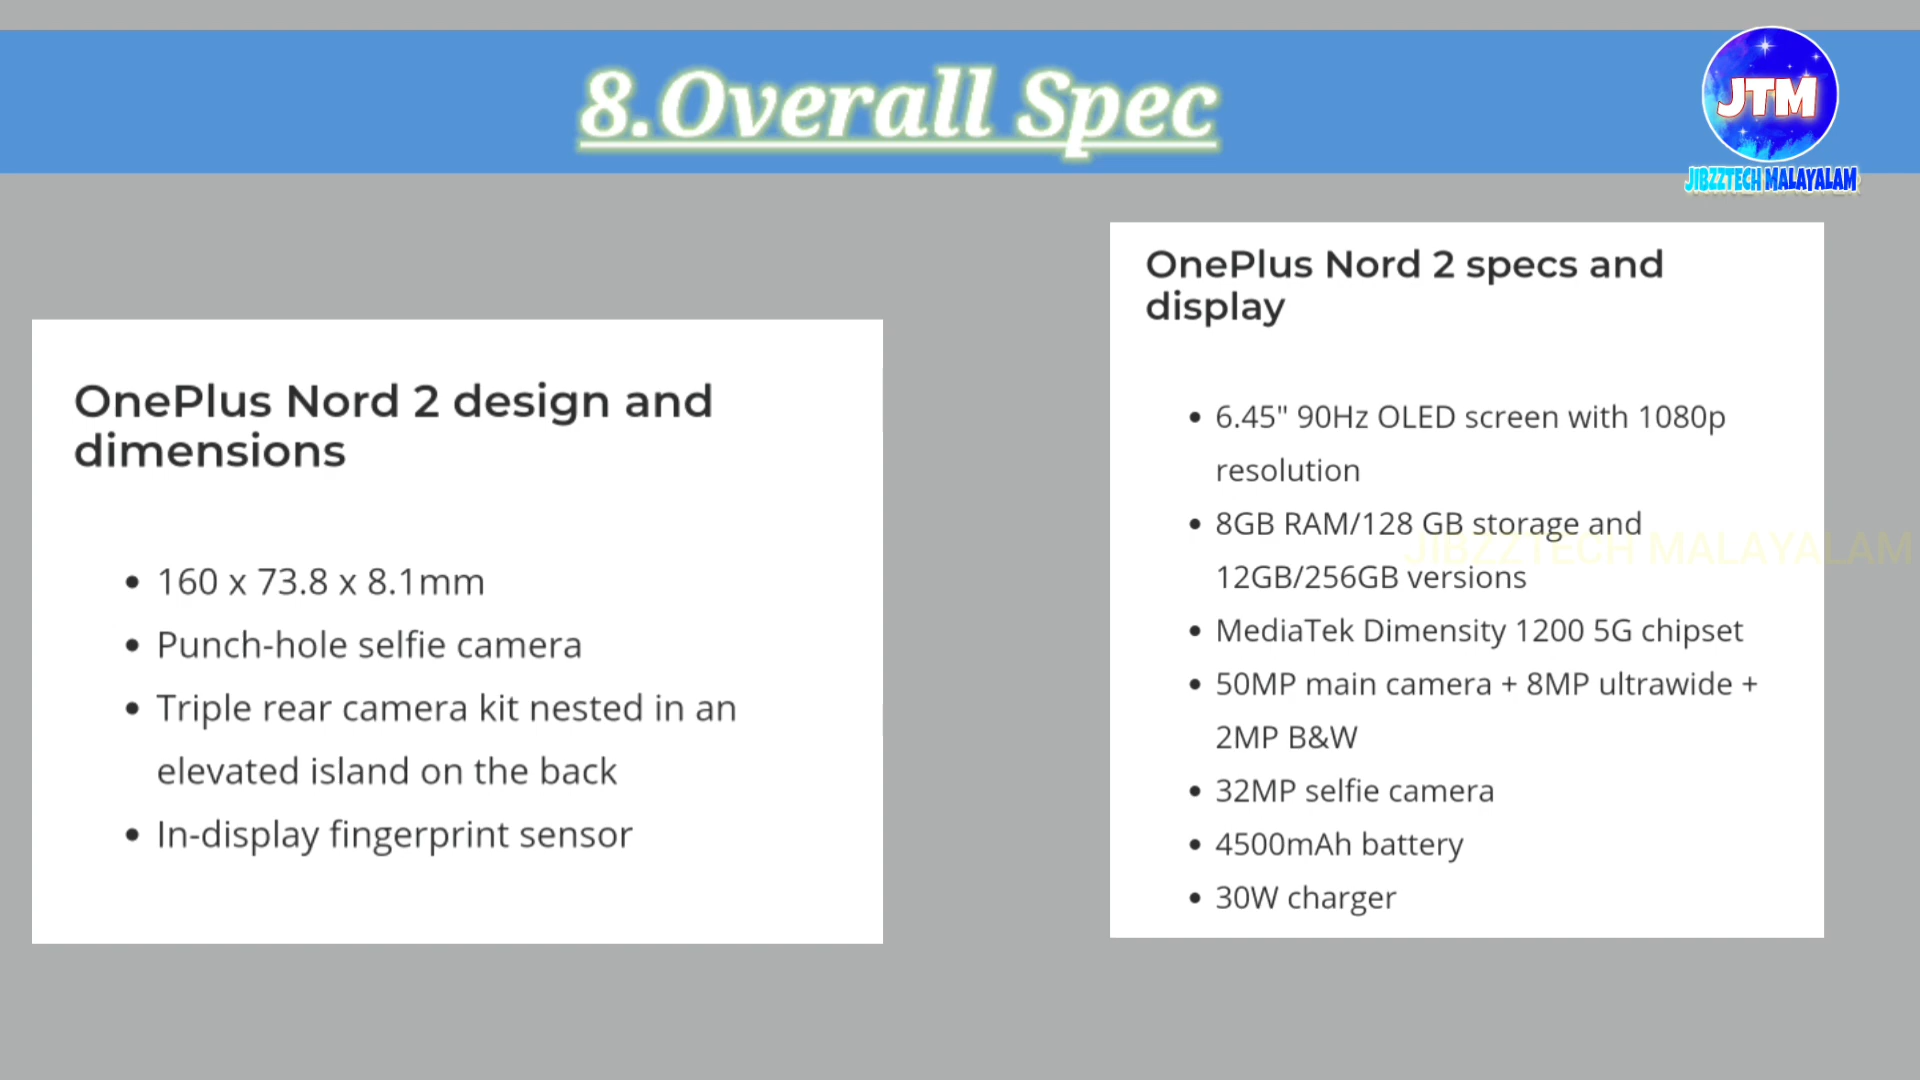 8.Overall Spec
JTM
JIBZZTECH MALAYALAM
OnePlus Nord 2 design and
dimensions
• 160 x 73.8 x 8.1mm
• Punch-hole selfie camera
• Triple rear camera kit nested in an
elevated island on the back
• In-display fingerprint sensor
OnePlus Nord 2 specs and
display
• 6.45" 90Hz OLED screen with 1080p
resolution
• 8GB RAM/128 GB storage and
12GB/256GB versions
• MediaTek Dimensity 1200 5G chipset
• 50MP main camera + 8MP ultrawide +
2MP B&W
• 32MP selfie camera
• 4500mAh battery
• 30W charger
JIBZZTECH MALAYALAM